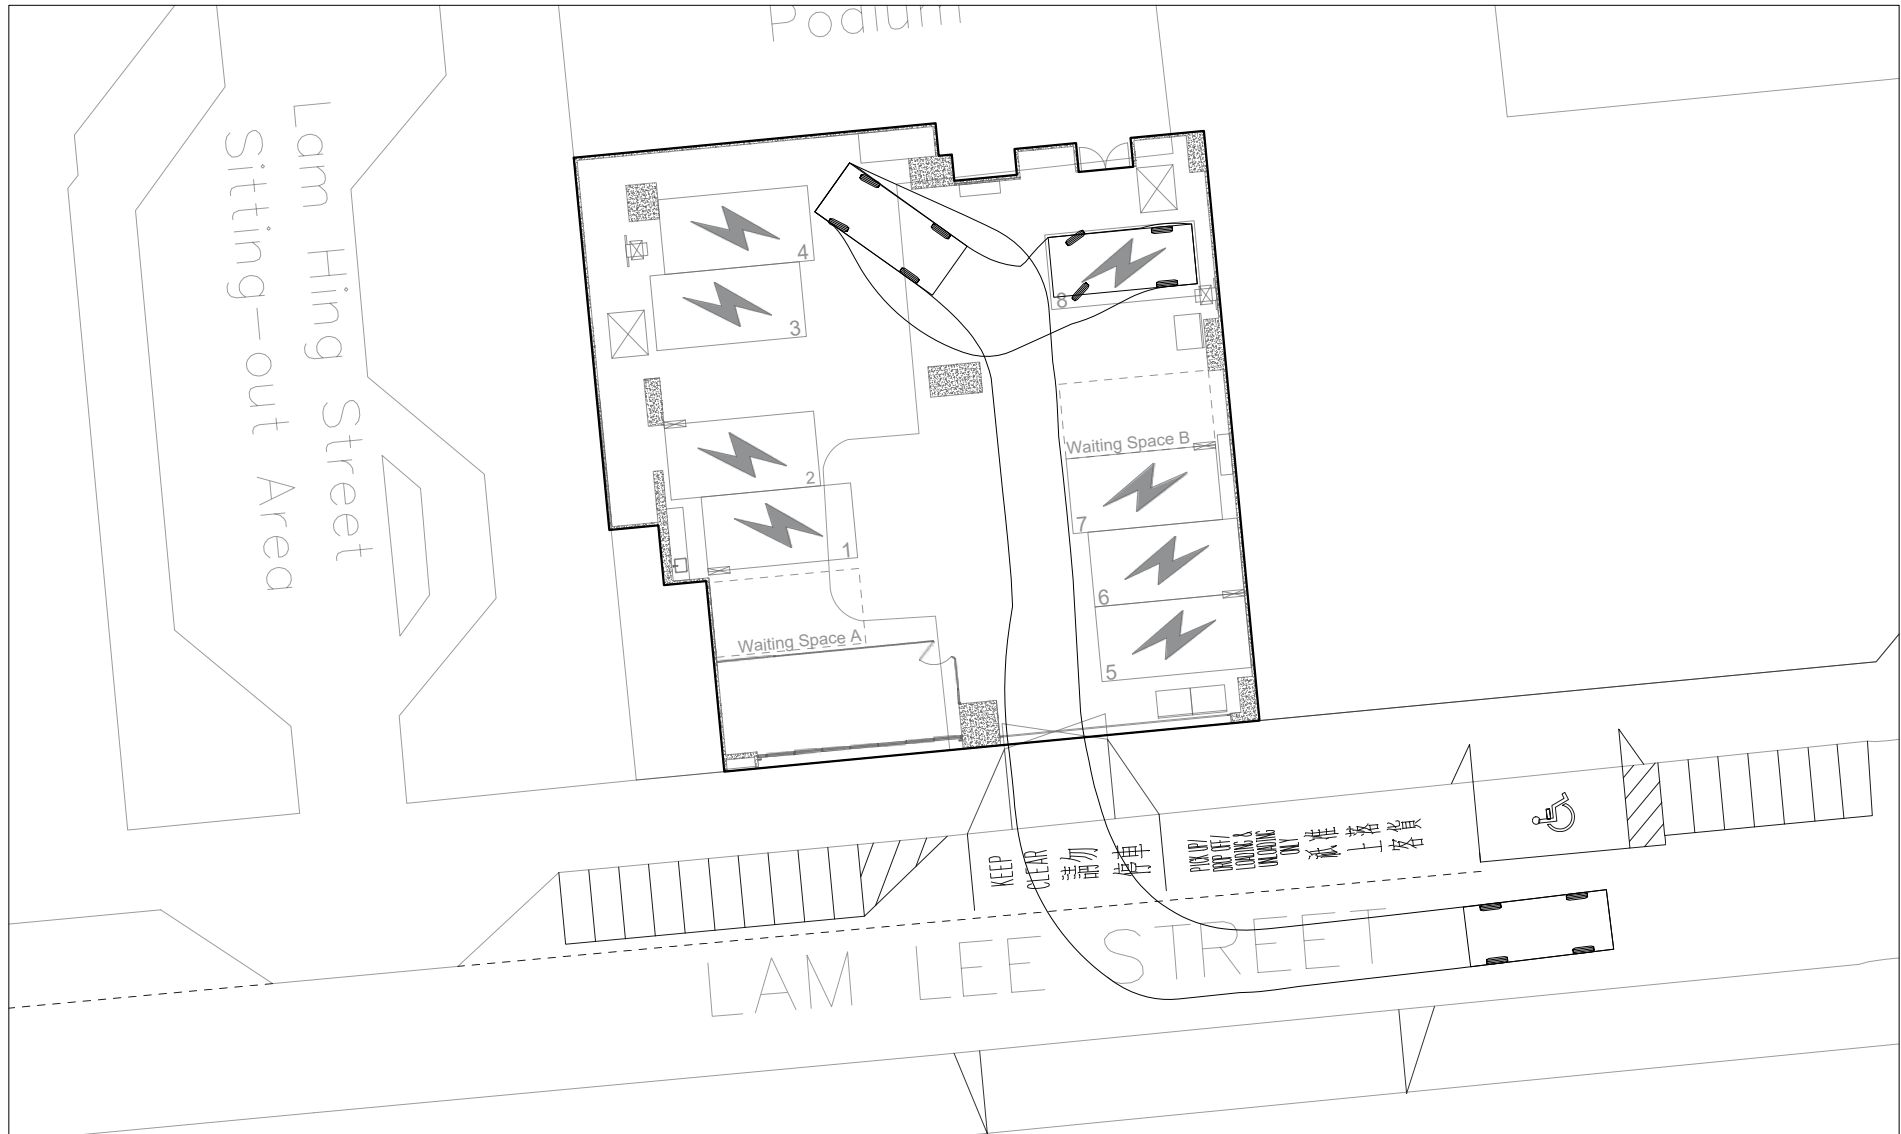 Podium
Lam Hing Street
Sitting-out Area
4
3
8
Waiting Space B
2
7
1
6
Waiting Space A
5
KEEP
CLEAR
請勿
停車
PICK UP/
DROP OFF/
LOADING &
UNLOADING
ONLY
祇准
上落
客貨
LAM LEE STREET